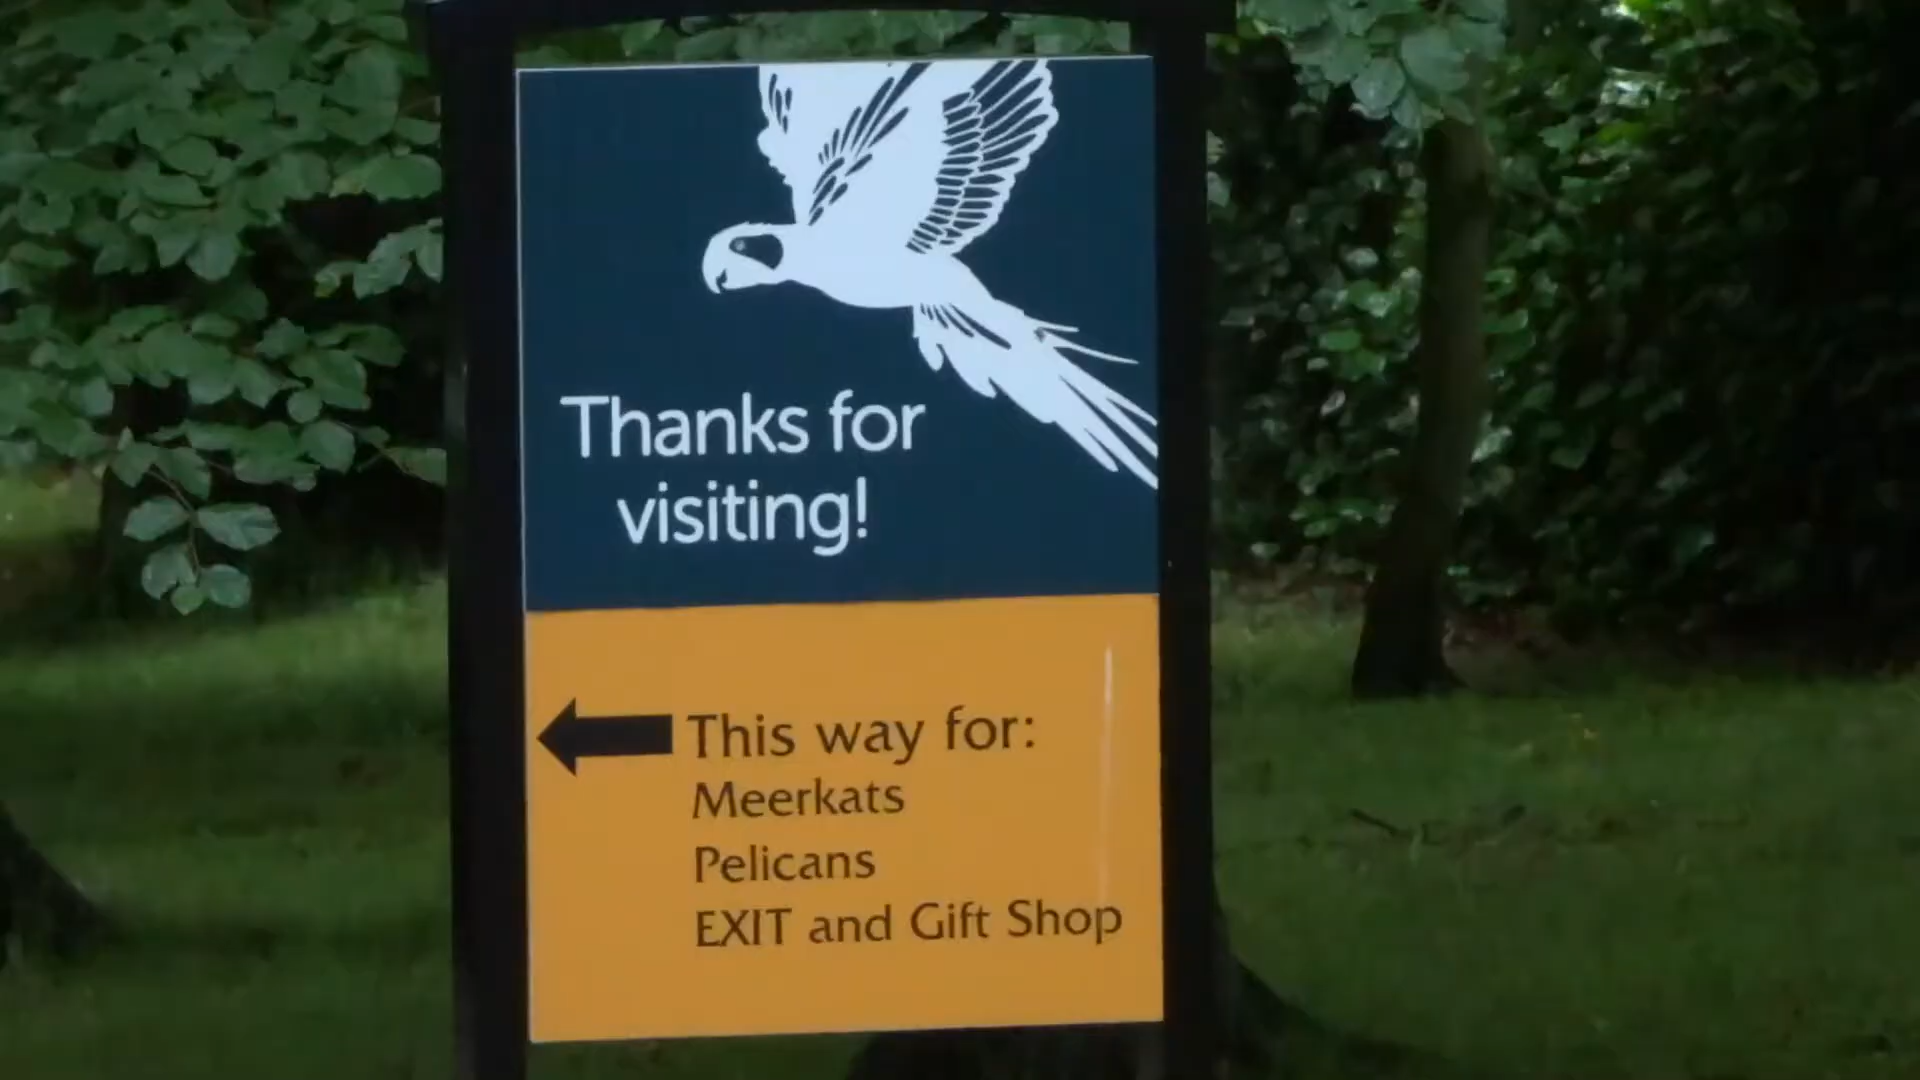 Thanks for
visiting!
This way for:
Meerkats
Pelicans
EXIT and Gift Shop